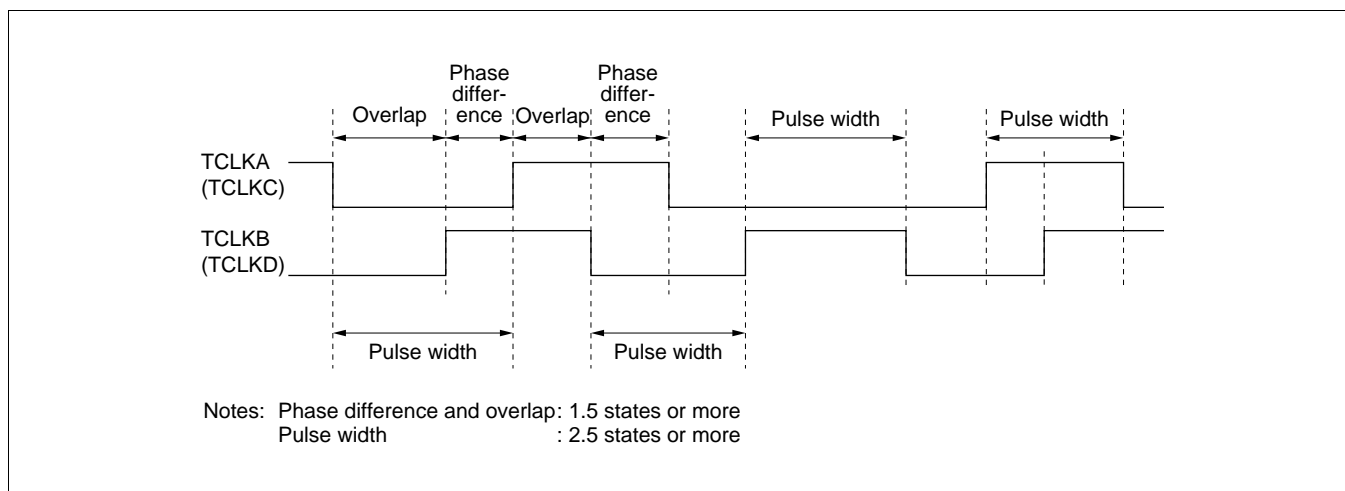 Phase
differ-
ence
Phase
differ-
ence
Overlap
Overlap
Pulse width
Pulse width
TCLKA
(TCLKC)
TCLKB
(TCLKD)
Pulse width
Pulse width
Notes: Phase difference and overlap: 1.5 states or more
Pulse width : 2.5 states or more